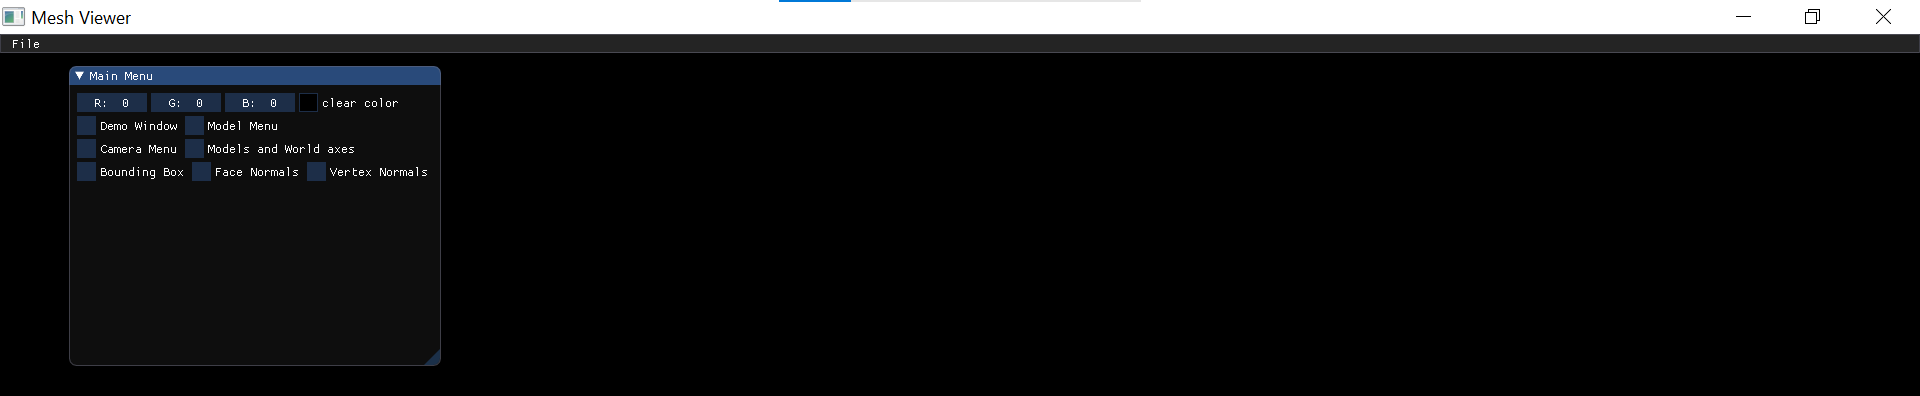 Mesh Viewer
File
Main Menu
R: 0 G: 0 B: 0 clear color
Demo Window Model Menu
Camera Menu Models and World axes
Bounding Box Face Normals Vertex Normals